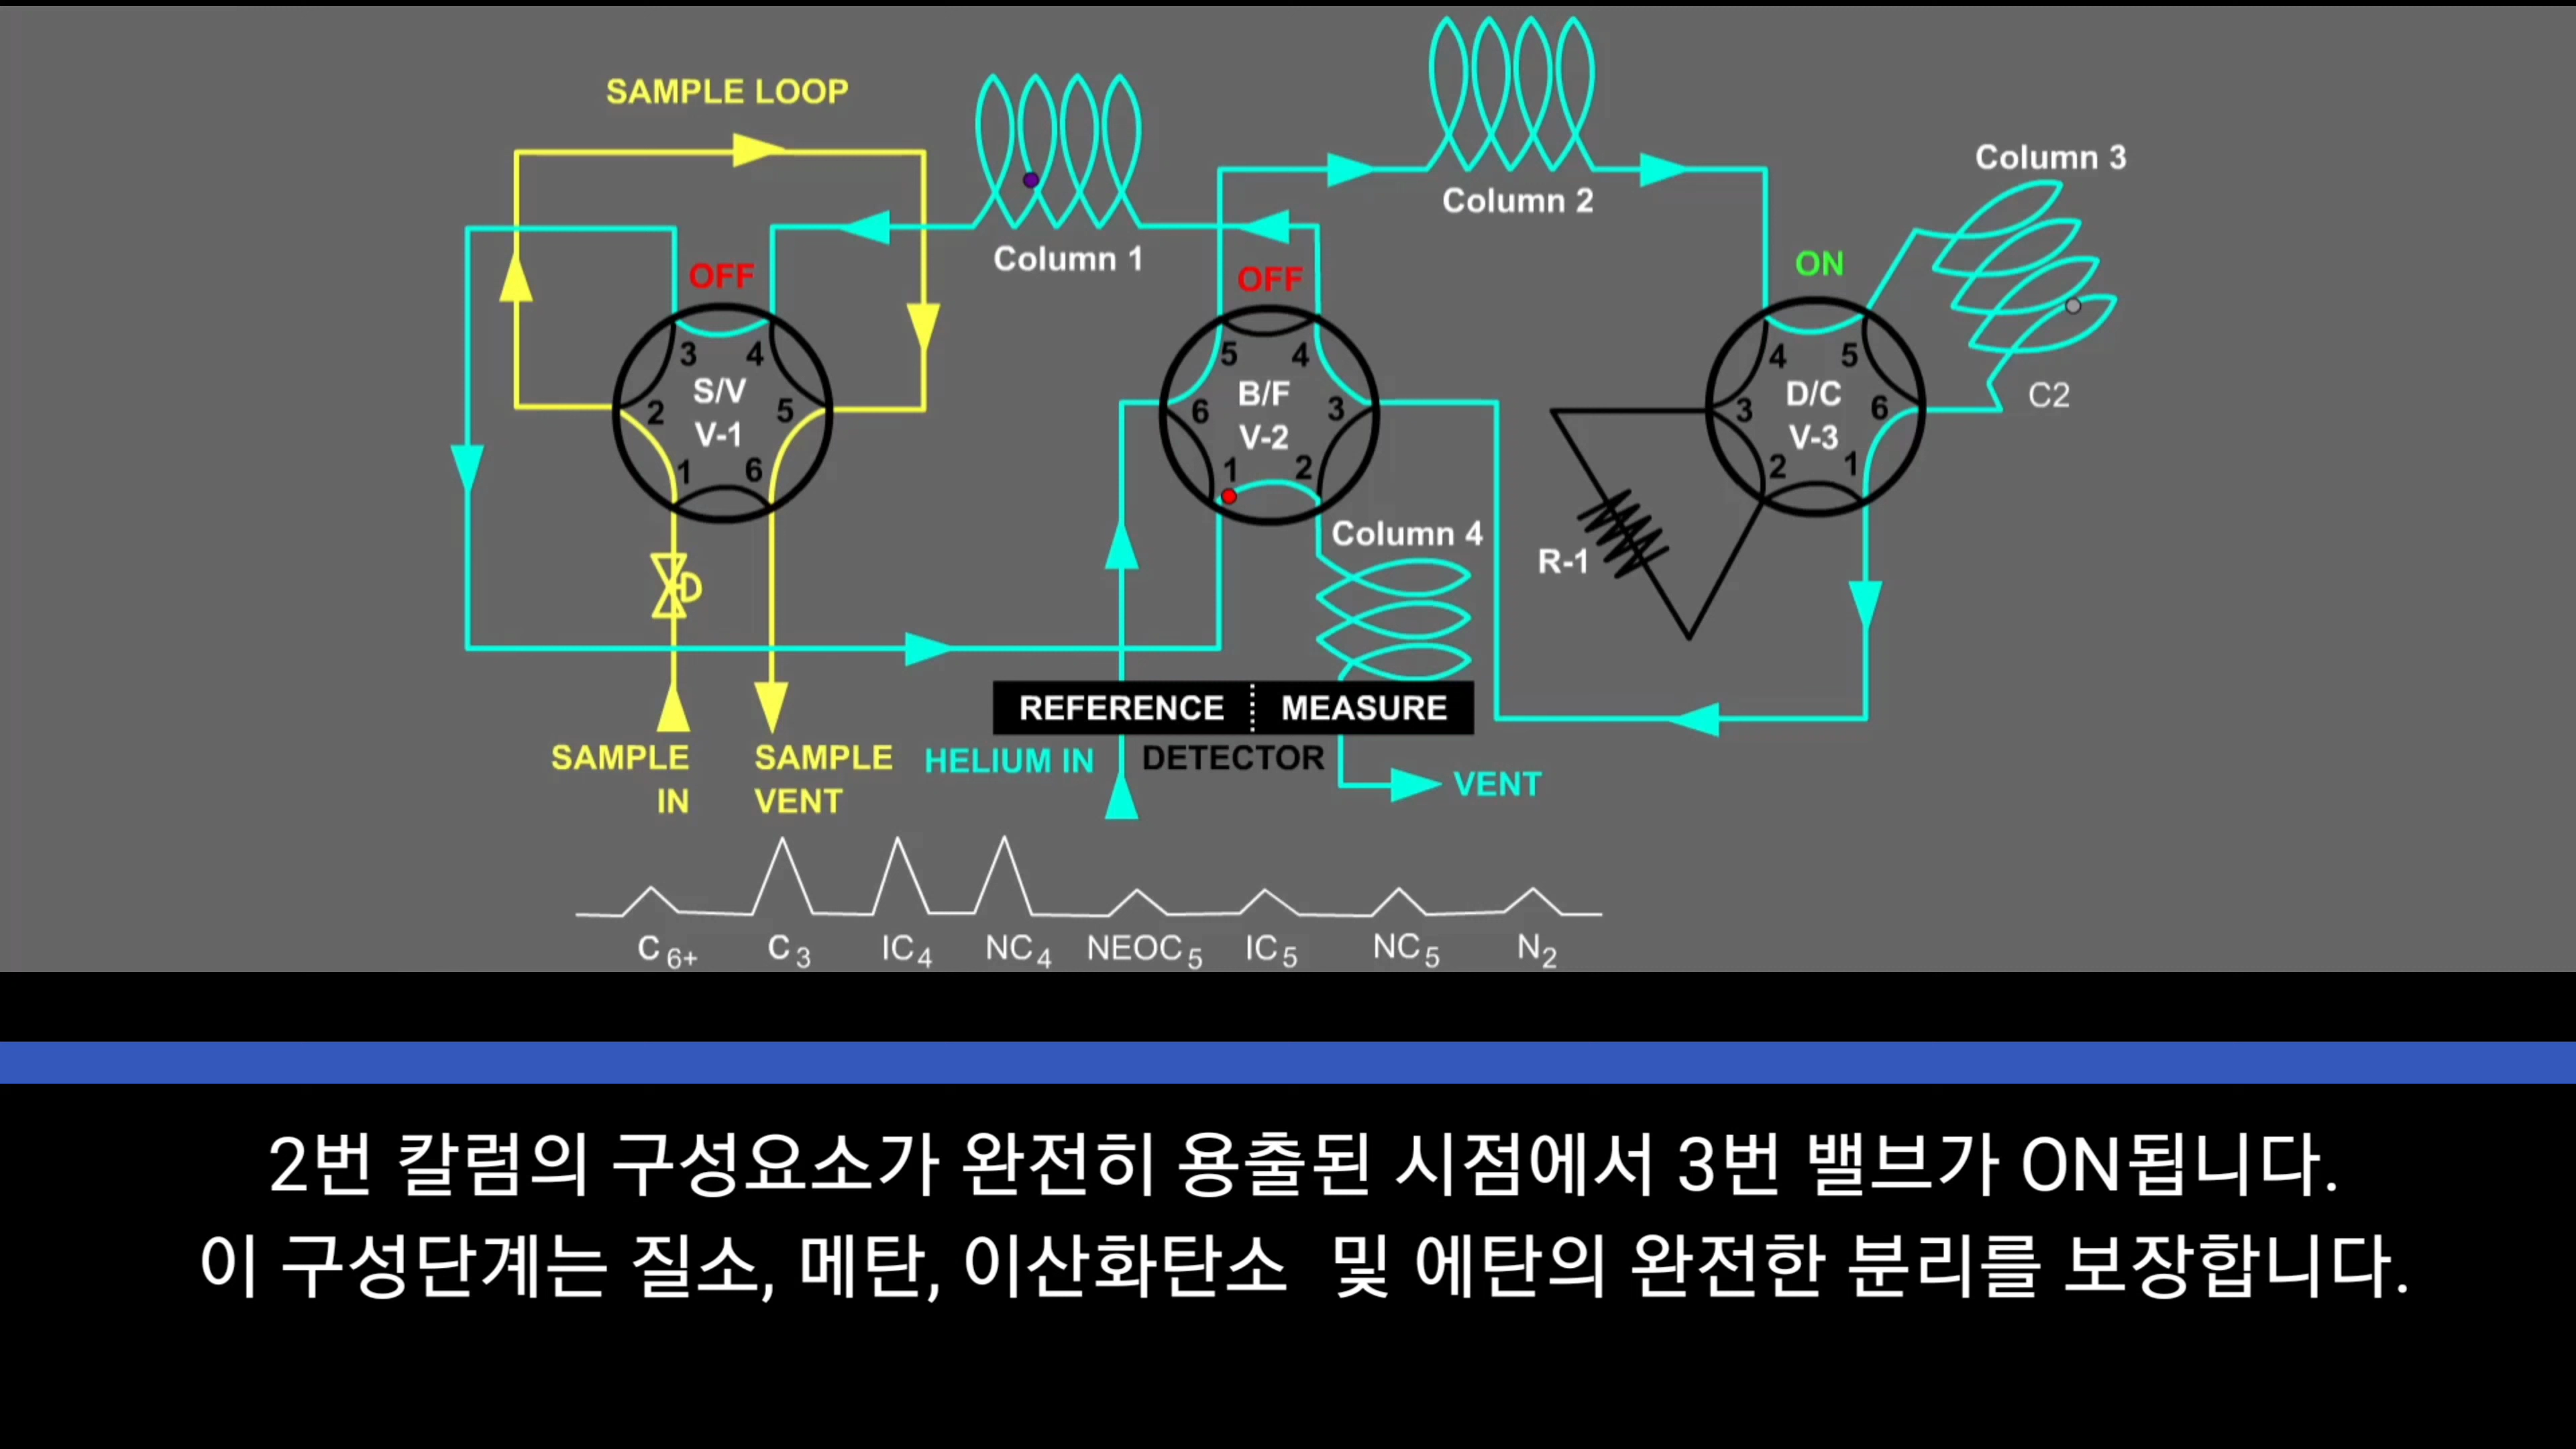 SAMPLE LOOP
Column 1
Column 2
Column 3
OFF
OFF
ON
3 4
S/V
2 5
V-1
1 6
5 4
B/F
6 3
V-2
1 2
4 5
D/C
3 6
V-3
2 1
C2
Column 4
R-1
REFERENCE MEASURE
SAMPLE
IN
SAMPLE
VENT
HELIUM IN
DETECTOR
VENT
C6+ C3 IC4 NC4 NEOC5 IC5 NC5 N2
2번 칼럼의 구성요소가 완전히 용출된 시점에서 3번 밸브가 ON됩니다.
이 구성단계는 질소, 메탄, 이산화탄소 및 에탄의 완전한 분리를 보장합니다.